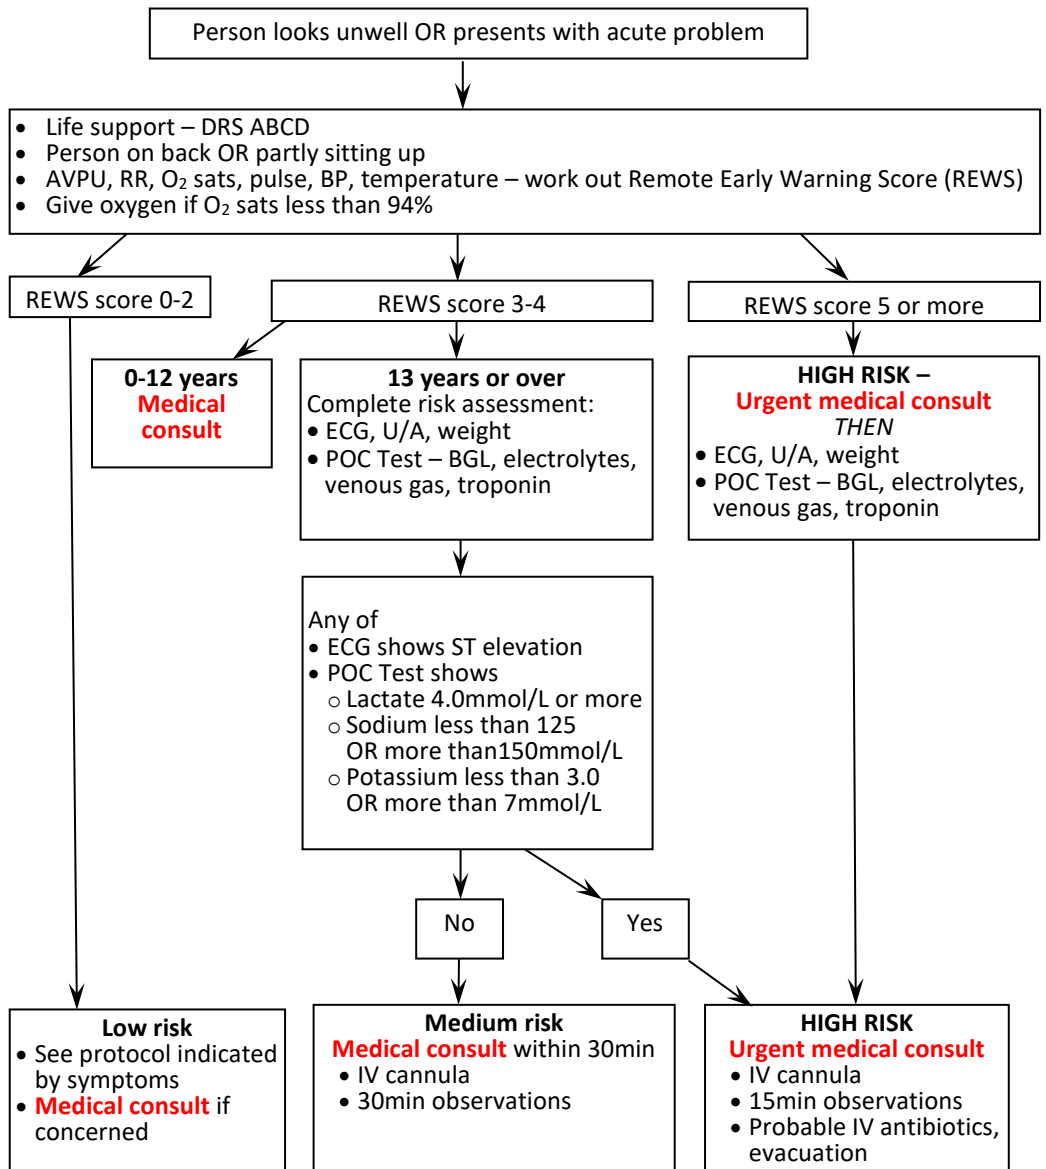 Person looks unwell OR presents with acute problem
• Life support – DRS ABCD
• Person on back OR partly sitting up
• AVPU, RR, O₂ sats, pulse, BP, temperature – work out Remote Early Warning Score (REWS)
• Give oxygen if O₂ sats less than 94%
REWS score 0-2
REWS score 3-4
REWS score 5 or more
0-12 years
Medical
consult
13 years or over
Complete risk assessment:
• ECG, U/A, weight
• POC Test – BGL, electrolytes,
venous gas, troponin
HIGH RISK –
Urgent medical consult
THEN
• ECG, U/A, weight
• POC Test – BGL, electrolytes,
venous gas, troponin
Any of
• ECG shows ST elevation
• POC Test shows
o Lactate 4.0mmol/L or more
o Sodium less than 125
OR more than150mmol/L
o Potassium less than 3.0
OR more than 7mmol/L
No
Yes
Low risk
• See protocol indicated
by symptoms
• Medical consult if
concerned
Medium risk
Medical consult within 30min
• IV cannula
• 30min observations
HIGH RISK
Urgent medical consult
• IV cannula
• 15min observations
• Probable IV antibiotics,
evacuation